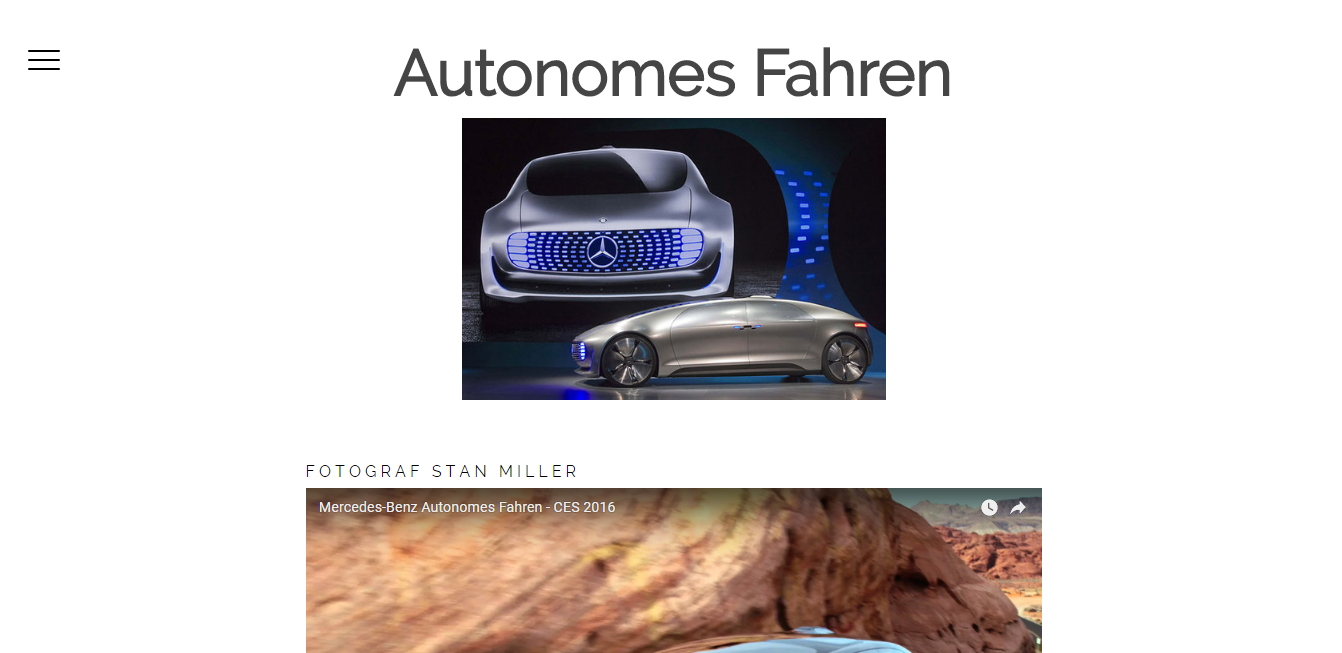 Autonomes Fahren
FOTOGRAF STAN MILLER
Mercedes-Benz Autonomes Fahren - CES 2016